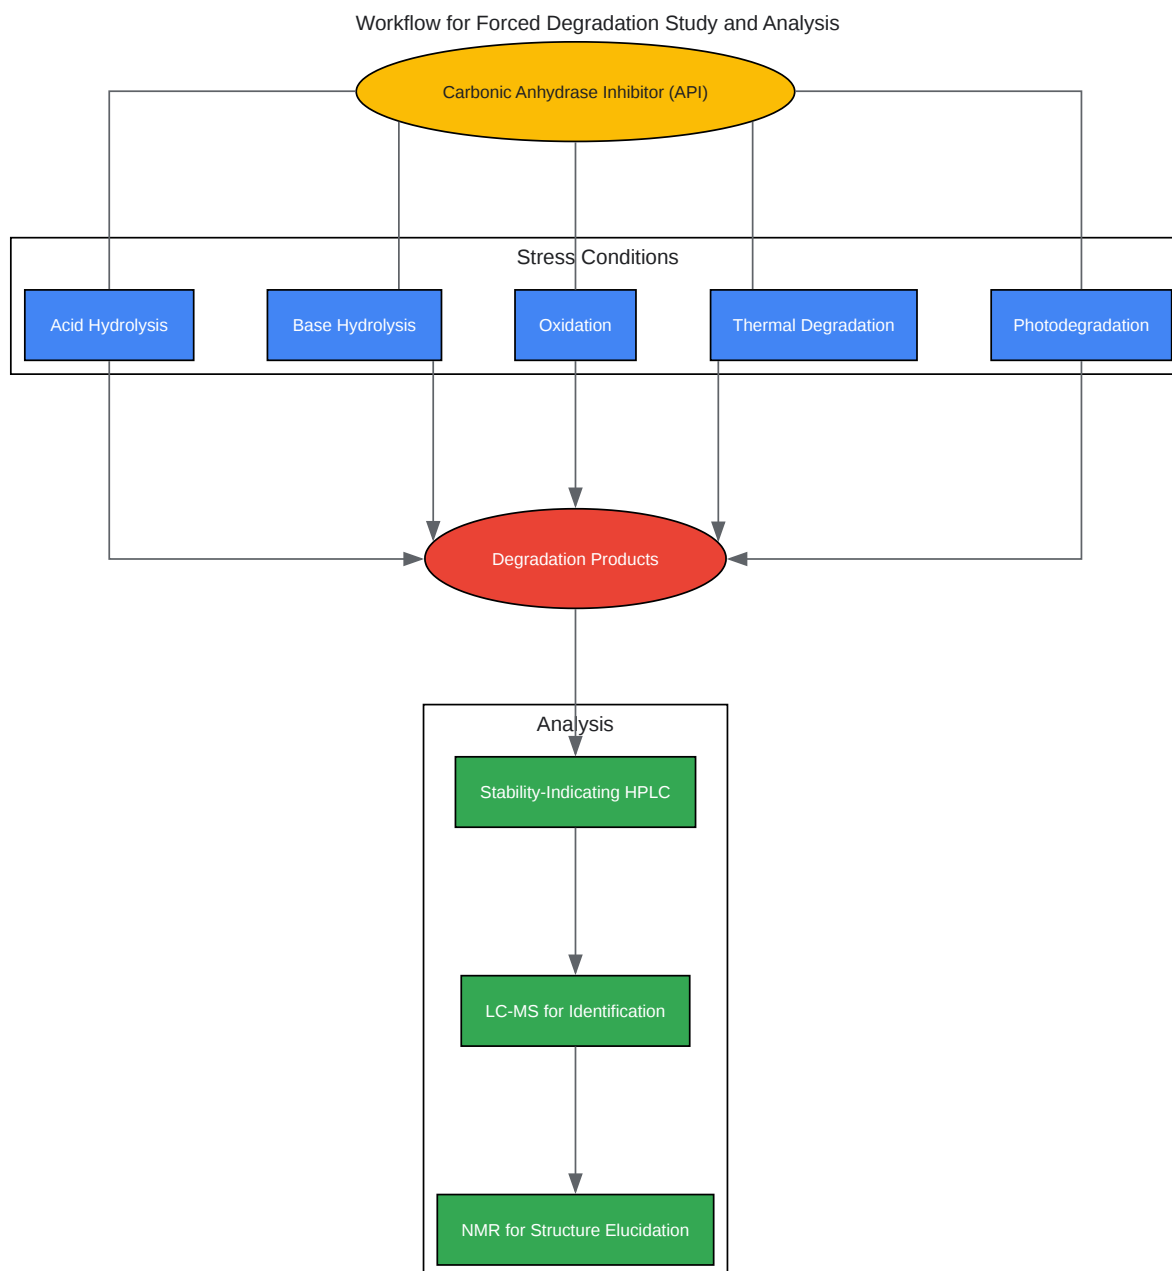 Workflow for Forced Degradation Study and Analysis
Carbonic Anhydrase Inhibitor (API)
Stress Conditions
Acid Hydrolysis
Base Hydrolysis
Oxidation
Thermal Degradation
Photodegradation
Degradation Products
Analysis
Stability-Indicating HPLC
LC-MS for Identification
NMR for Structure Elucidation